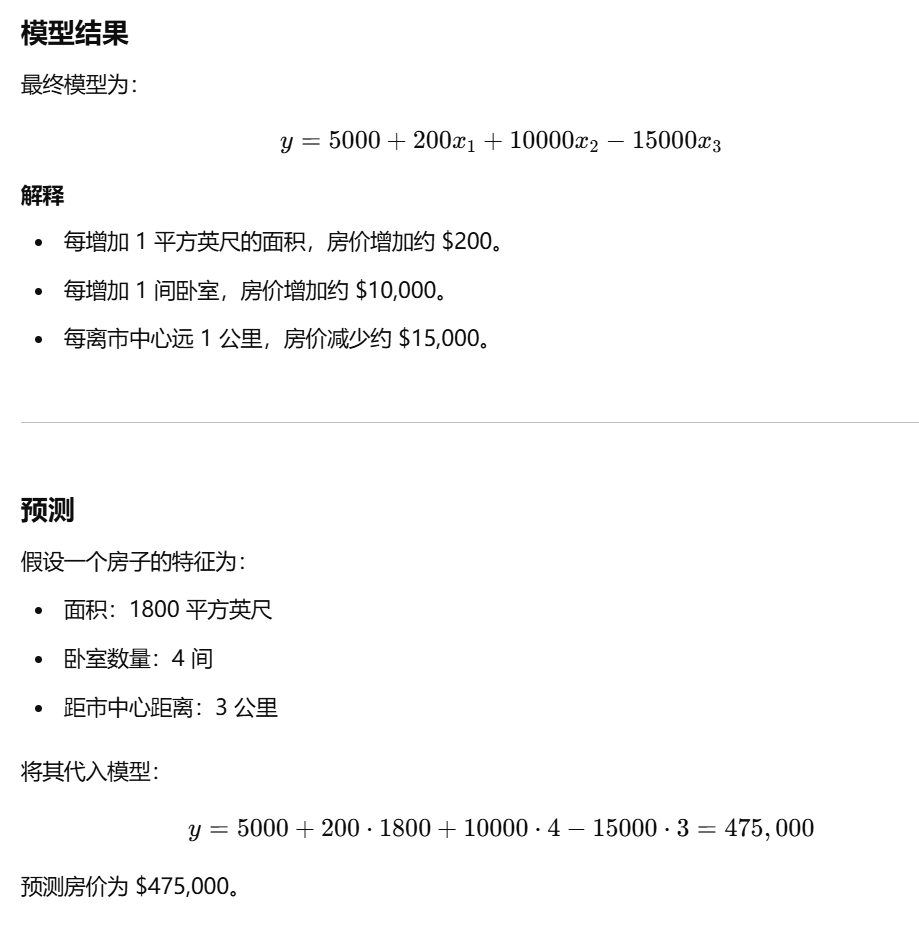 模型结果
最终模型为：
y = 5000 + 200x₁ + 10000x₂ − 15000x₃
解释
• 每增加 1 平方英尺的面积，房价增加约 $200。
• 每增加 1 间卧室，房价增加约 $10,000。
• 每离市中心远 1 公里，房价减少约 $15,000。
预测
假设一个房子的特征为：
• 面积：1800 平方英尺
• 卧室数量：4 间
• 距市中心距离：3 公里
将其代入模型：
y = 5000 + 200 · 1800 + 10000 · 4 − 15000 · 3 = 475,000
预测房价为 $475,000。